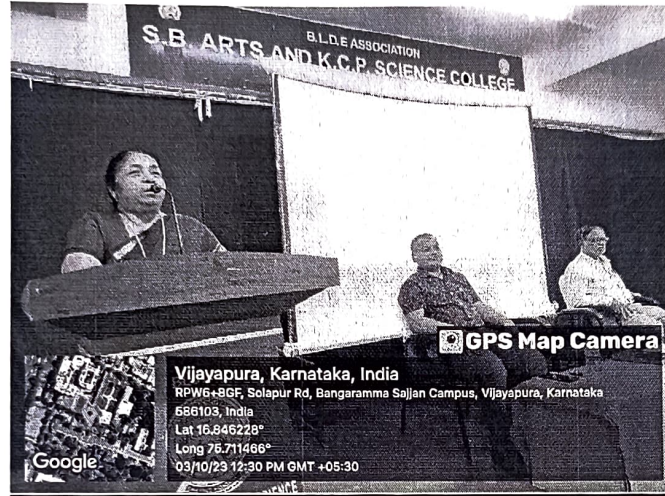 B.L.D.E ASSOCIATION
S.B. ARTS AND K.C.P. SCIENCE COLLEGE.
GPS Map Camera
Vijayapura, Karnataka, India
RPW6+8GF, Solapur Rd, Bangaramma Sajjan Campus, Vijayapura, Karnataka
586103, India
Lat 16.846228°
Long 75.711466°
03/10/23 12:30 PM GMT +05:30
Google